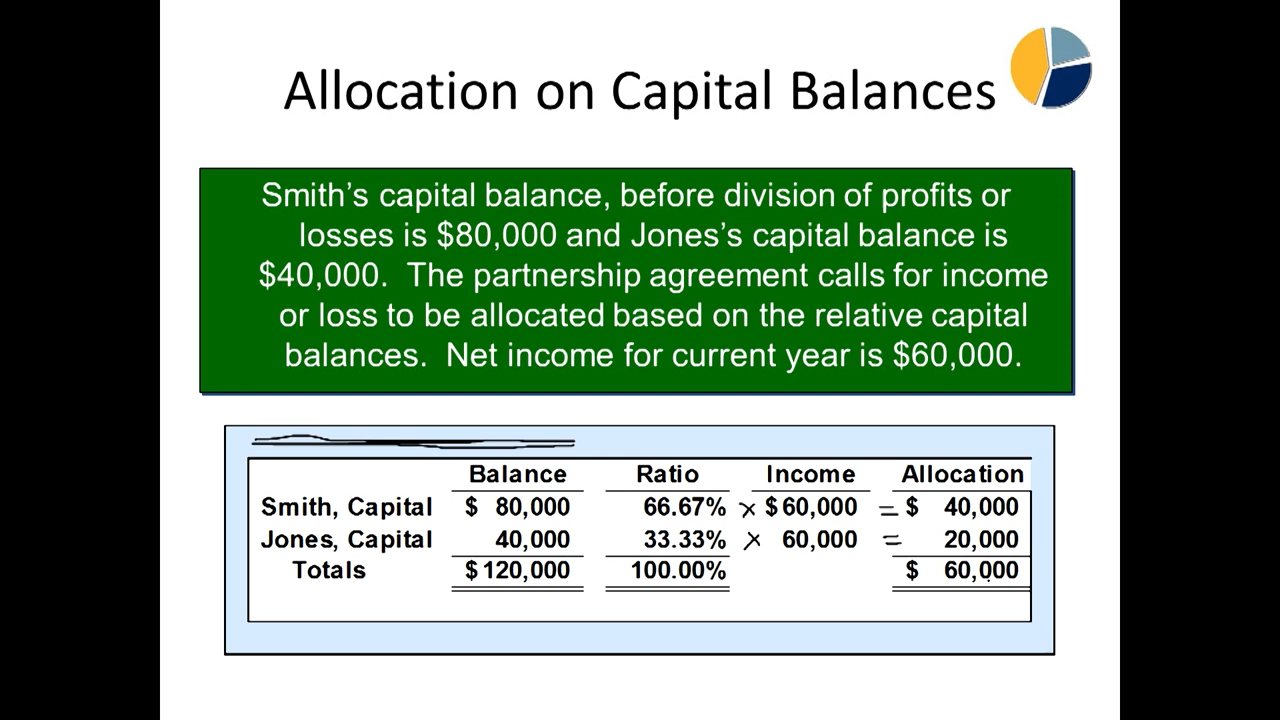 Allocation on Capital Balances
Smith’s capital balance, before division of profits or
losses is $80,000 and Jones’s capital balance is
$40,000.  The partnership agreement calls for income
or loss to be allocated based on the relative capital
balances.  Net income for current year is $60,000.
Balance Ratio Income Allocation
Smith, Capital $ 80,000 66.67% × $ 60,000 = $ 40,000
Jones, Capital 40,000 33.33% × 60,000 = 20,000
Totals $ 120,000 100.00% $ 60,000